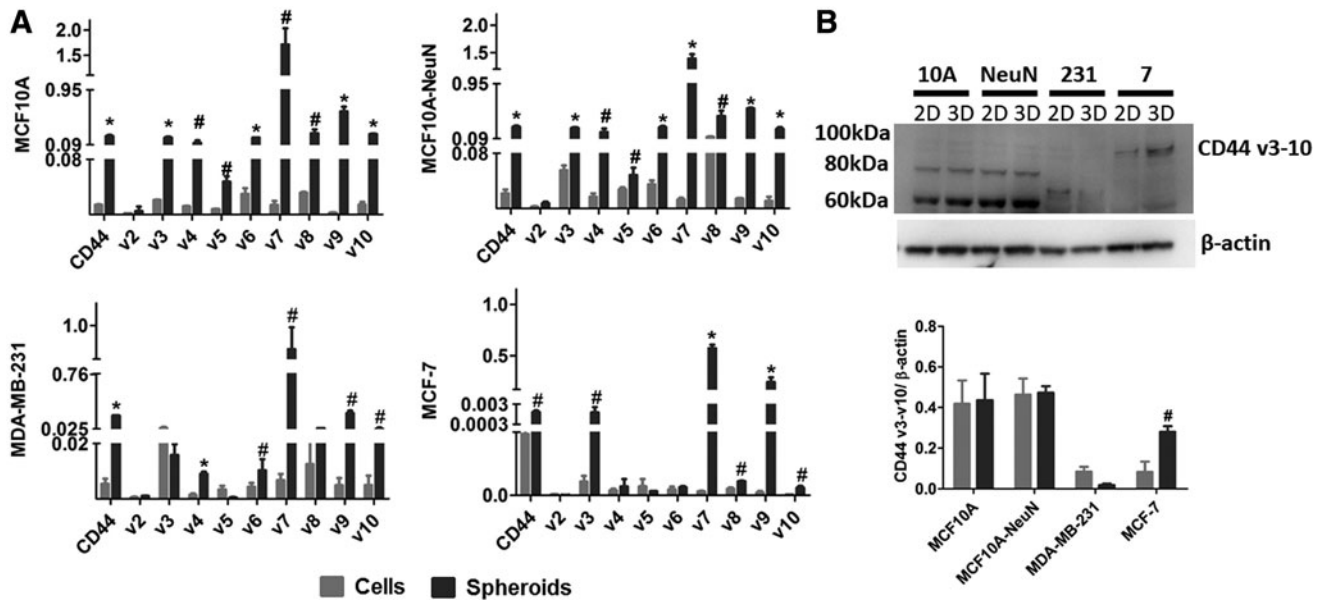 A
MCF10A
2.0
1.5
0.95
0.09
0.08
# * * # # * # * *
CD44 v2 v3 v4 v5 v6 v7 v8 v9 v10
MCF10A-NeuN
2.0
1.5
0.95
0.09
0.08
* * # # * * # * *
CD44 v2 v3 v4 v5 v6 v7 v8 v9 v10
MDA-MB-231
1.0
0.76
0.025
0.02
* * # # # #
CD44 v2 v3 v4 v5 v6 v7 v8 v9 v10
MCF-7
1.0
0.5
0.003
0.0003
0.0
# # * # * #
CD44 v2 v3 v4 v5 v6 v7 v8 v9 v10
Cells Spheroids
B
10A NeuN 231 7
2D 3D 2D 3D 2D 3D 2D 3D
100kDa
80kDa
60kDa
CD44 v3-10
β-actin
CD44 v3-v10/ β-actin
0.8
0.6
0.4
0.2
0.0
#
MCF10A
MCF10A-NeuN
MDA-MB-231
MCF-7